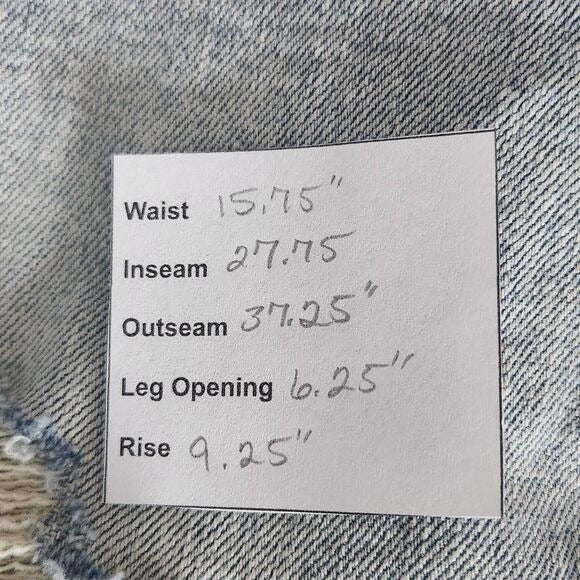 Waist 15.75"
Inseam 27.75
Outseam 37.25"
Leg Opening 6.25"
Rise 9.25"